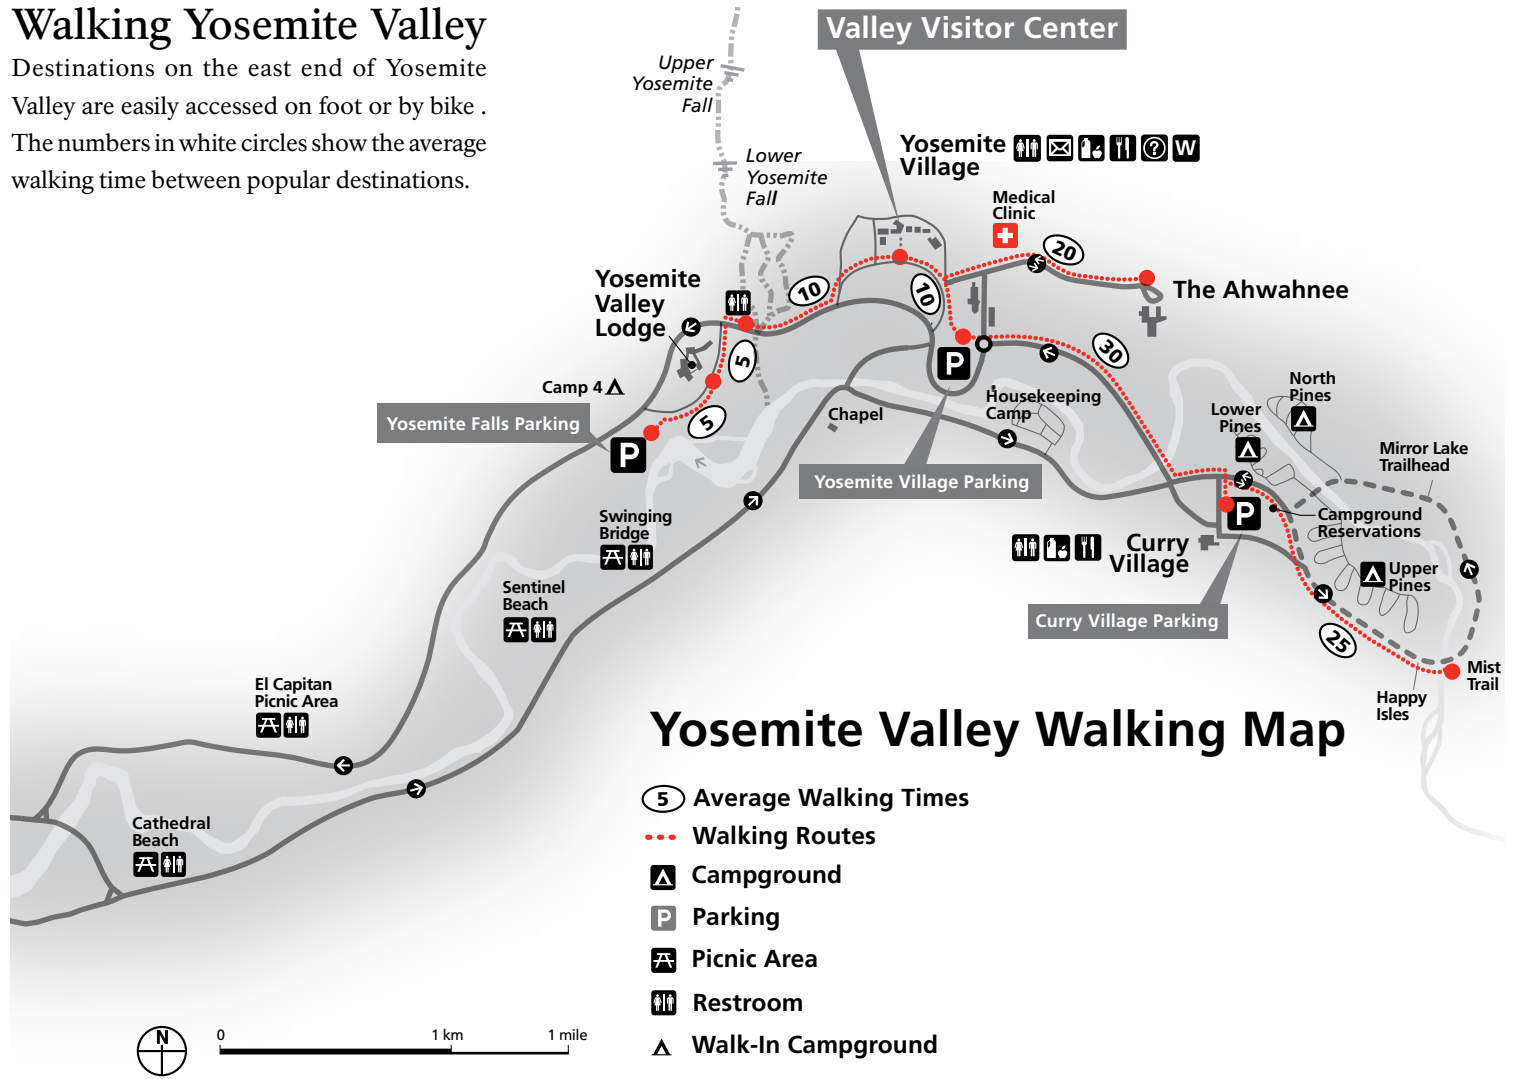 Walking Yosemite Valley
Destinations on the east end of Yosemite
Valley are easily accessed on foot or by bike .
The numbers in white circles show the average
walking time between popular destinations.
Valley Visitor Center
Upper
Yosemite
Fall
Lower
Yosemite
Fall
Yosemite
Village
?
W
Medical
Clinic
20
The Ahwahnee
Yosemite
Valley
Lodge
10
10
5
30
P
Camp 4
Yosemite Falls Parking
5
P
Chapel
Housekeeping
Camp
Yosemite Village Parking
North
Pines
Lower
Pines
Mirror Lake
Trailhead
P
Campground
Reservations
Swinging
Bridge
Curry
Village
Upper
Pines
Sentinel
Beach
Curry Village Parking
25
Mist
Trail
Happy
Isles
El Capitan
Picnic Area
Cathedral
Beach
Yosemite Valley Walking Map
5 Average Walking Times
Walking Routes
Campground
P Parking
Picnic Area
Restroom
Walk-In Campground
N
0 1 km 1 mile